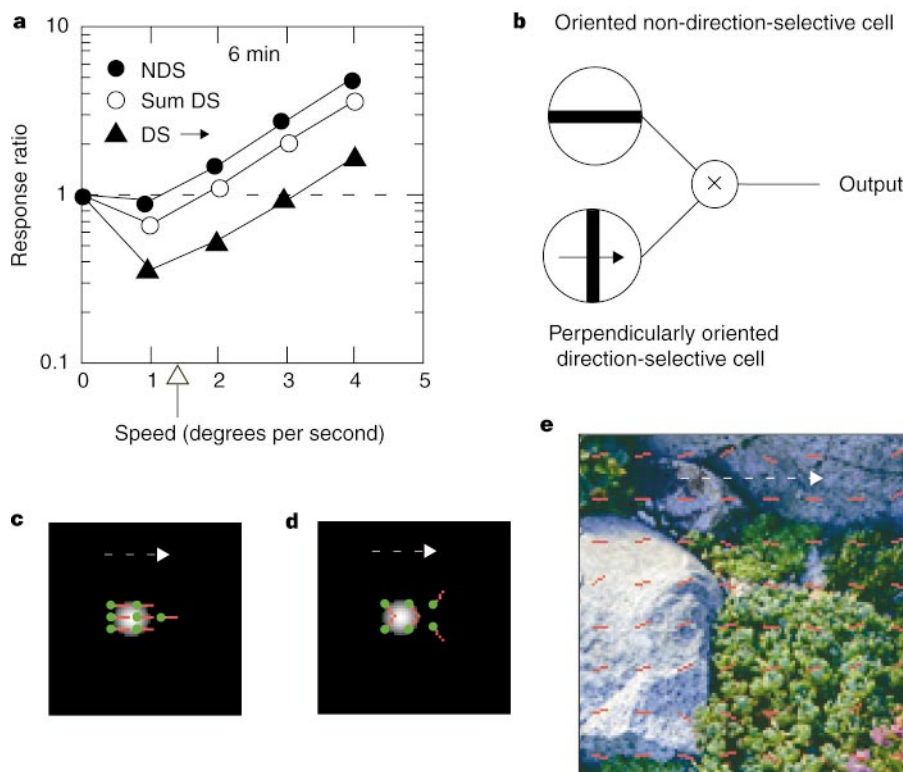 a
6 min
NDS
Sum DS
DS
10
1
0.1
Response ratio
0 1 2 3 4 5
Speed (degrees per second)
b
Oriented non-direction-selective cell
×
Output
Perpendicularly oriented
direction-selective cell
c
d
e